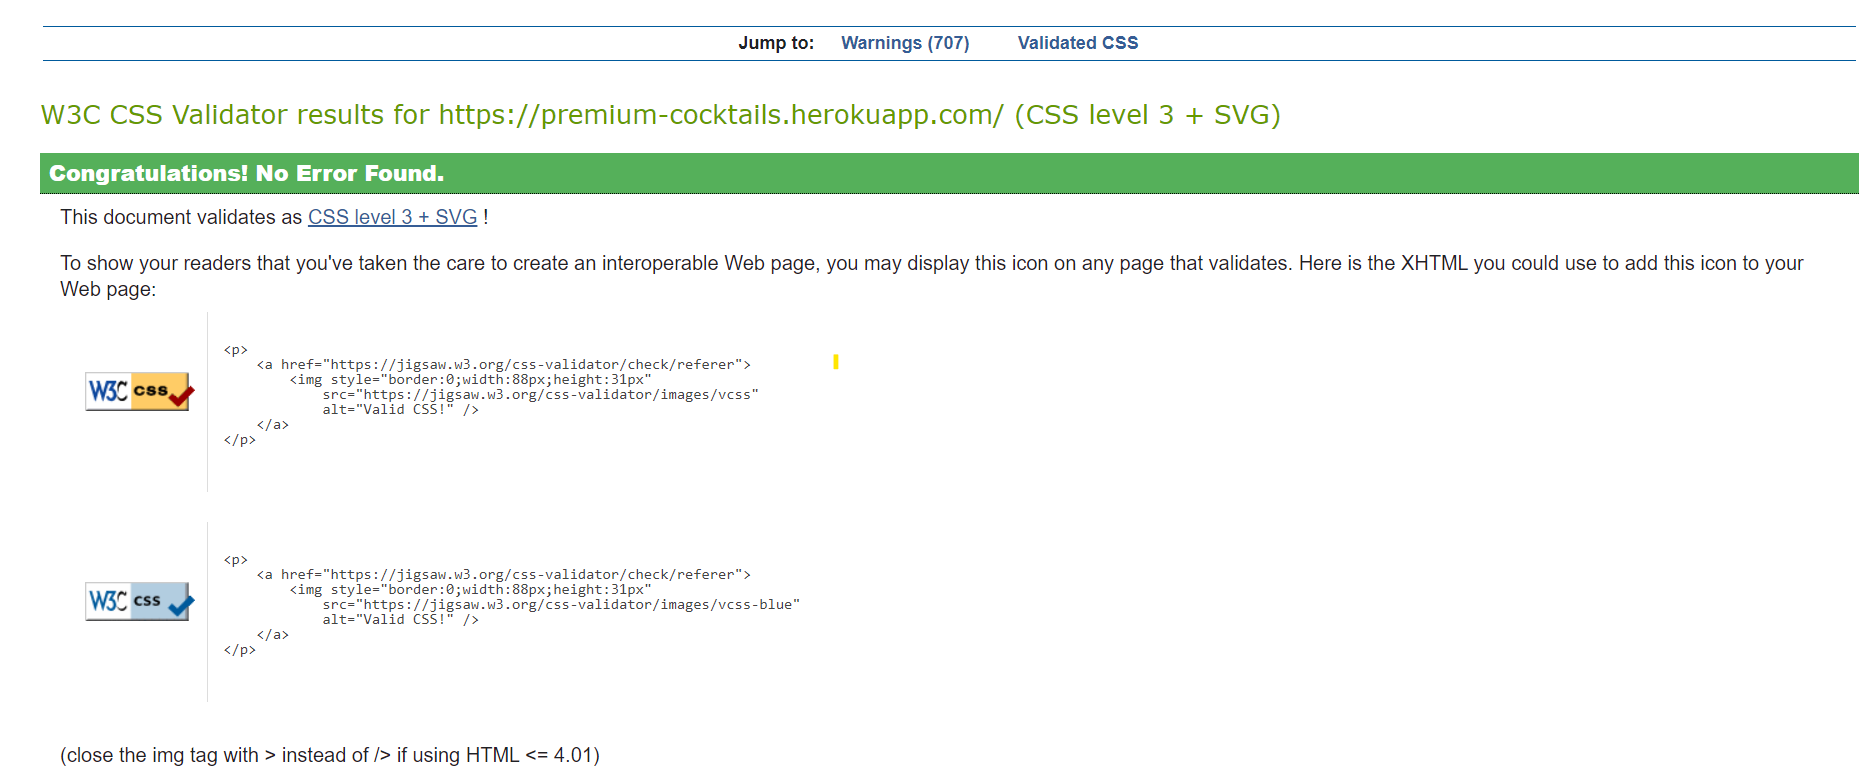 Jump to: Warnings (707) Validated CSS
W3C CSS Validator results for https://premium-cocktails.herokuapp.com/ (CSS level 3 + SVG)
Congratulations! No Error Found.
This document validates as CSS level 3 + SVG !
To show your readers that you've taken the care to create an interoperable Web page, you may display this icon on any page that validates. Here is the XHTML you could use to add this icon to your
Web page:
<p>
<a href="https://jigsaw.w3.org/css-validator/check/referer">
<img style="border:0;width:88px;height:31px"
W3C css
src="https://jigsaw.w3.org/css-validator/images/vcss"
alt="Valid CSS!" />
</a>
</p>
<p>
<a href="https://jigsaw.w3.org/css-validator/check/referer">
<img style="border:0;width:88px;height:31px"
W3C css
src="https://jigsaw.w3.org/css-validator/images/vcss-blue"
alt="Valid CSS!" />
</a>
</p>
(close the img tag with > instead of /> if using HTML <= 4.01)